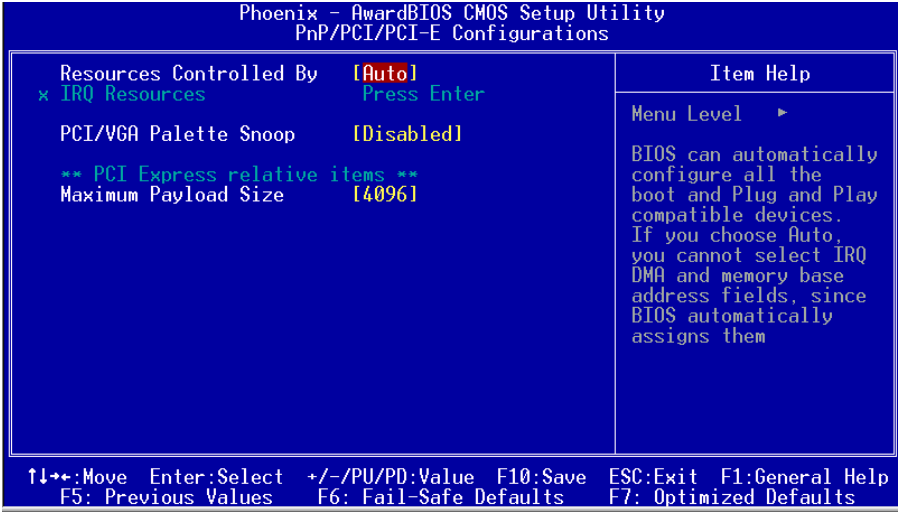 Phoenix - AwardBIOS CMOS Setup Utility
PnP/PCI/PCI-E Configurations
Resources Controlled By [Auto]
x IRQ Resources Press Enter
PCI/VGA Palette Snoop [Disabled]
** PCI Express relative items **
Maximum Payload Size [4096]
Item Help
Menu Level ►
BIOS can automatically
configure all the
boot and Plug and Play
compatible devices.
If you choose Auto,
you cannot select IRQ
DMA and memory base
address fields, since
BIOS automatically
assigns them
↑↓→←:Move Enter:Select +/-/PU/PD:Value F10:Save ESC:Exit F1:General Help
F5: Previous Values F6: Fail-Safe Defaults F7: Optimized Defaults